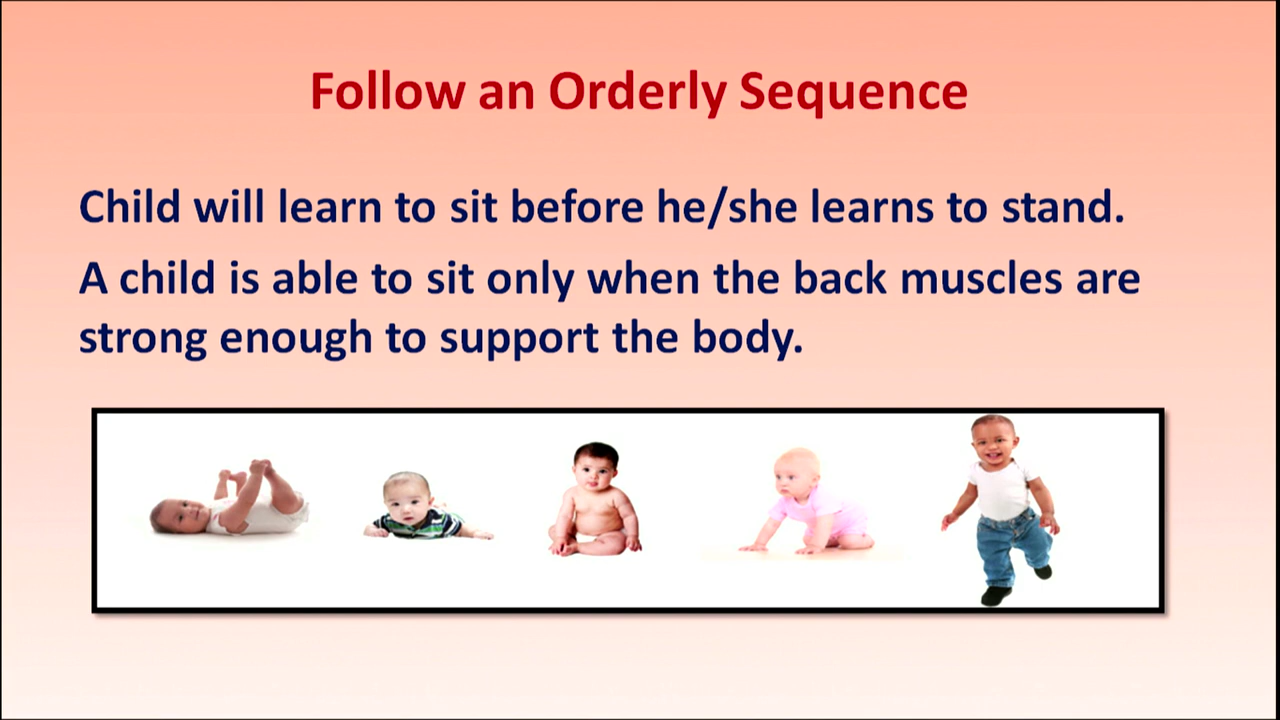 Follow an Orderly Sequence
Child will learn to sit before he/she learns to stand.
A child is able to sit only when the back muscles are
strong enough to support the body.